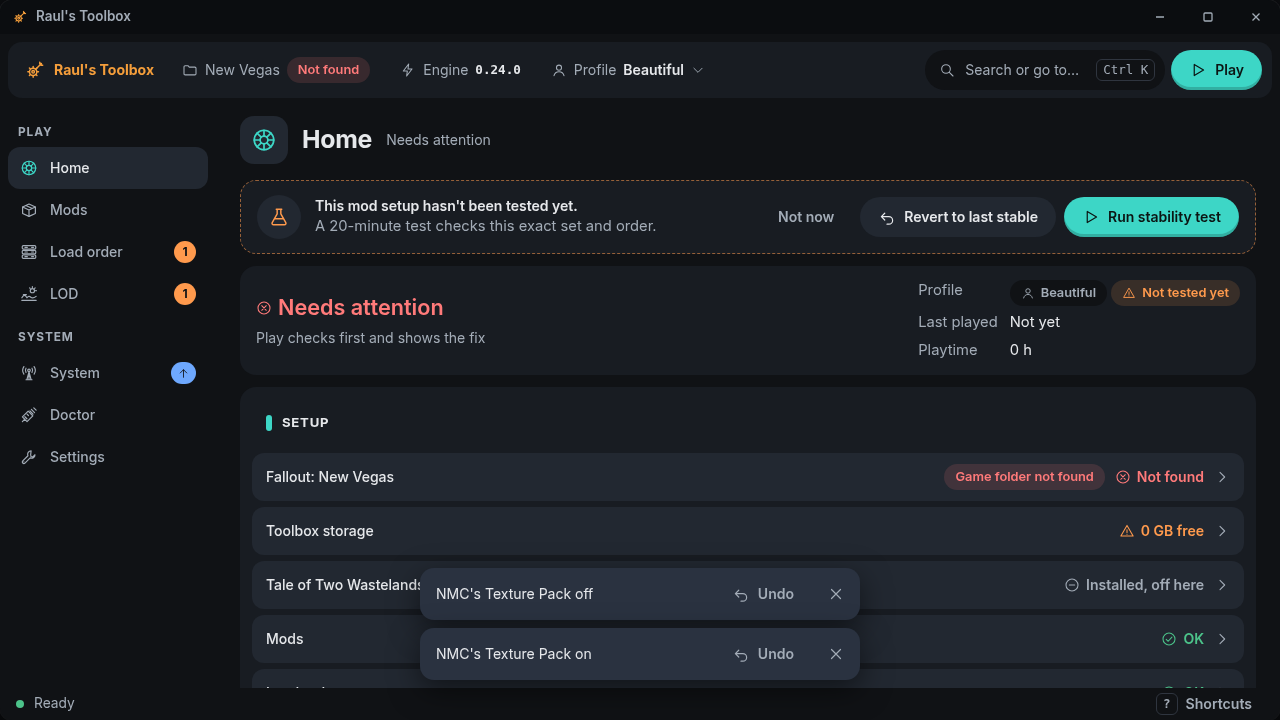 Raul's Toolbox
Raul's Toolbox
New Vegas Not found
Engine 0.24.0
Profile Beautiful
Search or go to... Ctrl K
Play
PLAY
Home
Mods
Load order 1
LOD 1
SYSTEM
System
Doctor
Settings
Home Needs attention
This mod setup hasn't been tested yet.
A 20-minute test checks this exact set and order.
Not now
Revert to last stable
Run stability test
Needs attention
Play checks first and shows the fix
Profile Beautiful Not tested yet
Last played Not yet
Playtime 0 h
SETUP
Fallout: New Vegas Game folder not found Not found
Toolbox storage 0 GB free
Tale of Two Wastelands Installed, off here
NMC's Texture Pack off Undo
Mods OK
NMC's Texture Pack on Undo
Ready
? Shortcuts